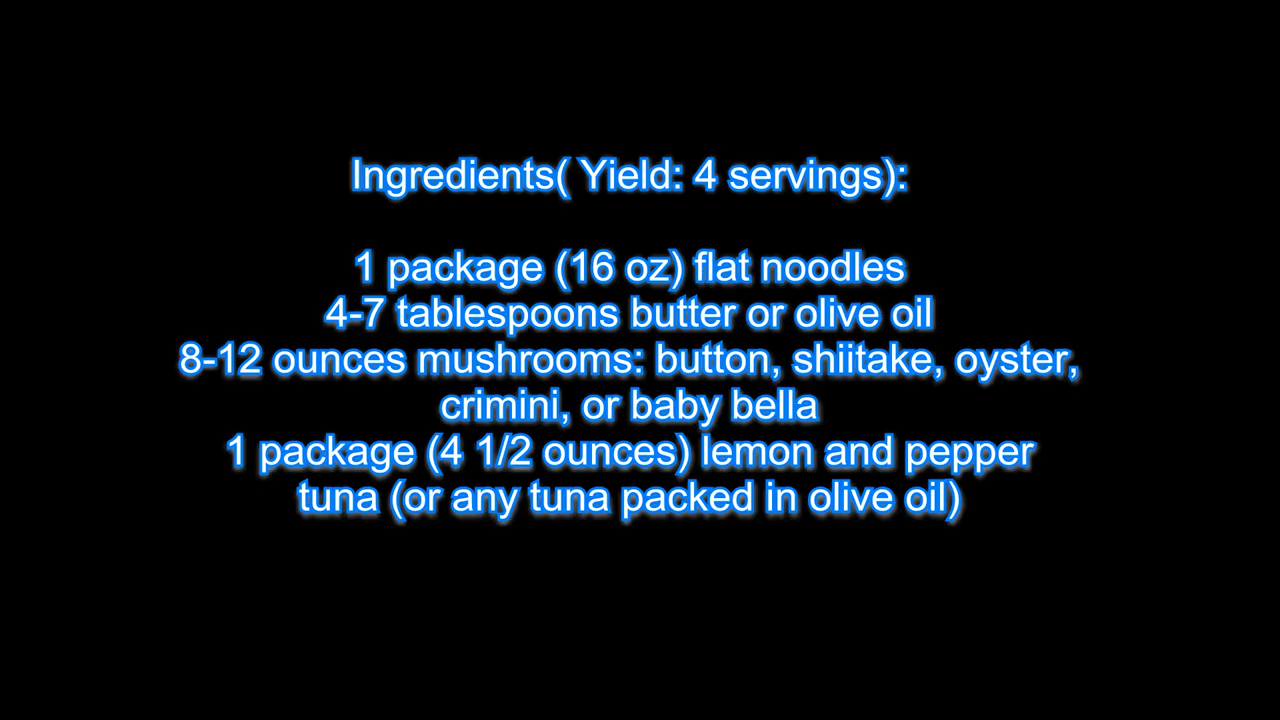 Ingredients( Yield: 4 servings):
1 package (16 oz) flat noodles
4-7 tablespoons butter or olive oil
8-12 ounces mushrooms: button, shiitake, oyster,
crimini, or baby bella
1 package (4 1/2 ounces) lemon and pepper
tuna (or any tuna packed in olive oil)